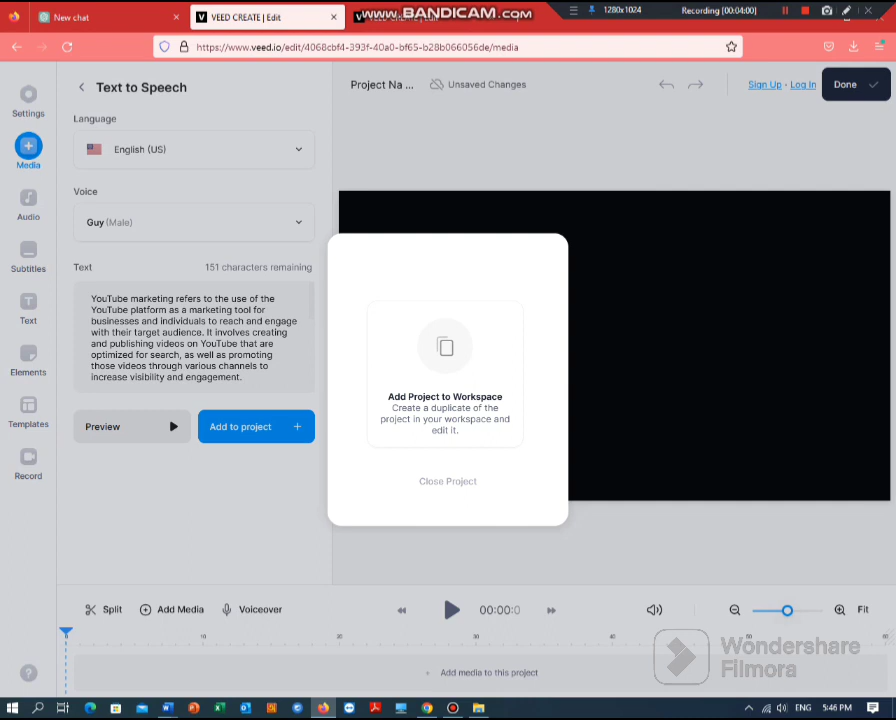 New chat
VEED CREATE | Edit
www.BANDICAM.com
1280x1024
Recording [00:04:00]
https://www.veed.io/edit/4068cbf4-393f-40a0-bf65-b28b066056de/media
Settings
Media
Audio
Subtitles
Text
Elements
Templates
Record
Text to Speech
Language
English (US)
Voice
Guy (Male)
Text
151 characters remaining
YouTube marketing refers to the use of the
YouTube platform as a marketing tool for
businesses and individuals to reach and engage
with their target audience. It involves creating
and publishing videos on YouTube that are
optimized for search, as well as promoting
those videos through various channels to
increase visibility and engagement.
Preview
Add to project
Project Na ...
Unsaved Changes
Sign Up · Log In
Done
Add Project to Workspace
Create a duplicate of the
project in your workspace and
edit it.
Close Project
Split
Add Media
Voiceover
00:00:0
Fit
10
20
30
40
50
60
Add media to this project
Wondershare
Filmora
ENG
5:46 PM